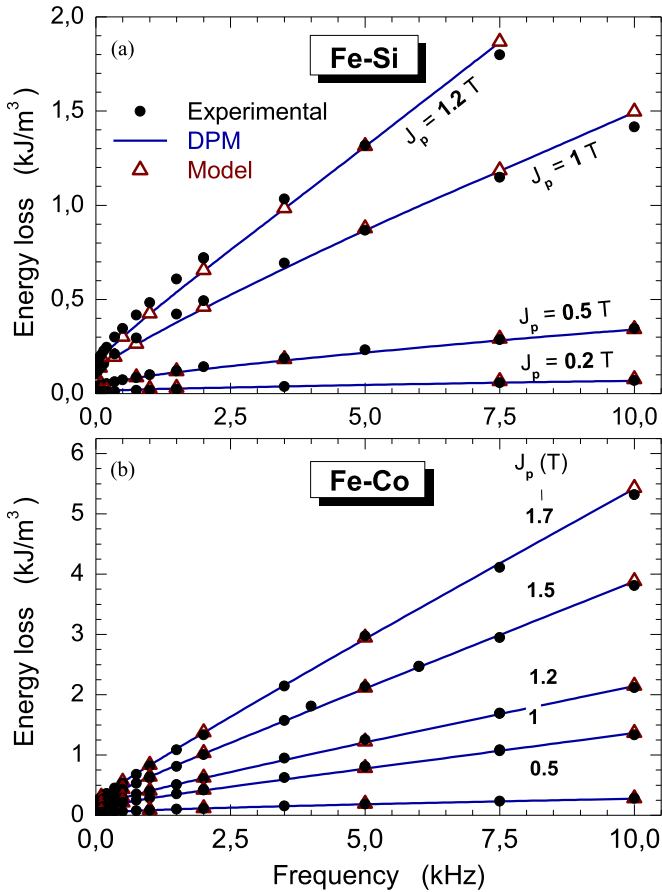 (a)
Fe-Si
Experimental
DPM
Model
J_p = 1.2 T
J_p = 1 T
J_p = 0.5 T
J_p = 0.2 T
Energy loss (kJ/m³)
2,0
1,5
1,0
0,5
0,0
0,0 2,5 5,0 7,5 10,0
(b)
Fe-Co
J_p (T)
1.7
1.5
1.2
1
0.5
Energy loss (kJ/m³)
6
5
4
3
2
1
0
0,0 2,5 5,0 7,5 10,0
Frequency (kHz)